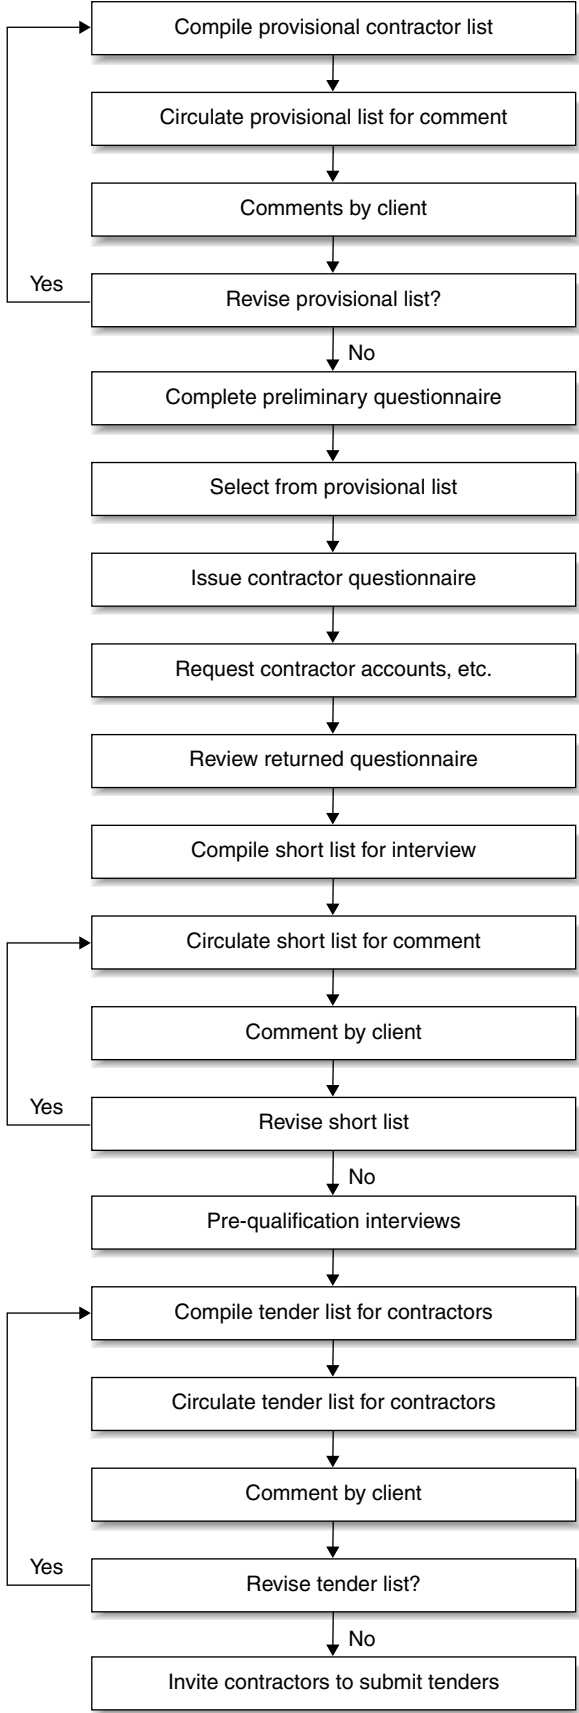 Compile provisional contractor list
Circulate provisional list for comment
Comments by client
Yes
Revise provisional list?
No
Complete preliminary questionnaire
Select from provisional list
Issue contractor questionnaire
Request contractor accounts, etc.
Review returned questionnaire
Compile short list for interview
Circulate short list for comment
Comment by client
Yes
Revise short list
No
Pre-qualification interviews
Compile tender list for contractors
Circulate tender list for contractors
Comment by client
Yes
Revise tender list?
No
Invite contractors to submit tenders